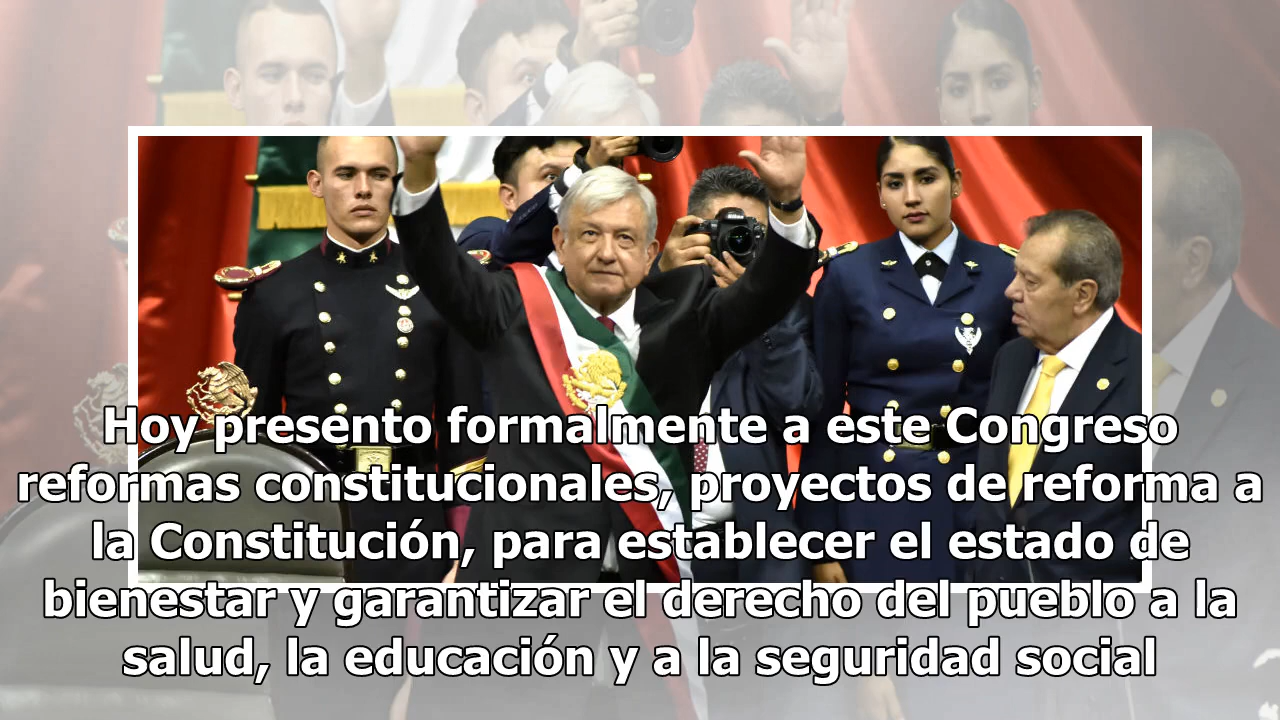 Hoy presento formalmente a este Congreso
reformas constitucionales, proyectos de reforma a
la Constitución, para establecer el estado de
bienestar y garantizar el derecho del pueblo a la
salud, la educación y a la seguridad social